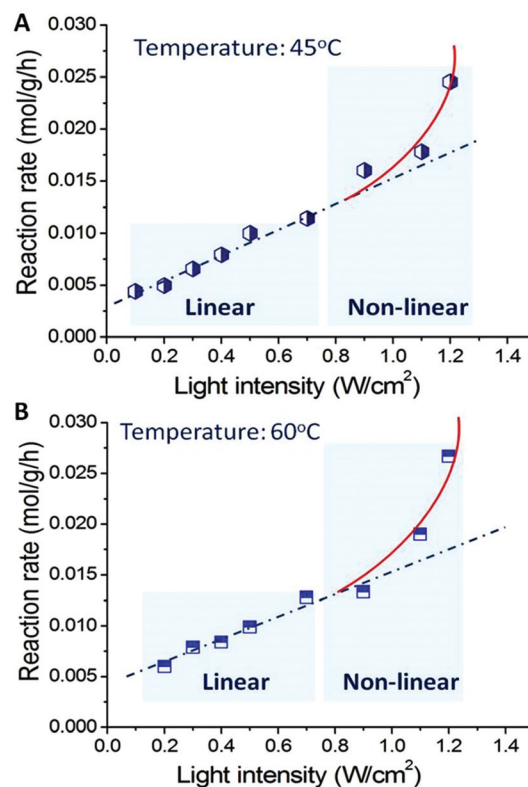 A
Temperature: 45°C
Reaction rate (mol/g/h)
0.030
0.025
0.020
0.015
0.010
0.005
0.000
Linear
Non-linear
0.0 0.2 0.4 0.6 0.8 1.0 1.2 1.4
Light intensity (W/cm²)
B
Temperature: 60°C
Reaction rate (mol/g/h)
0.030
0.025
0.020
0.015
0.010
0.005
0.000
Linear
Non-linear
0.0 0.2 0.4 0.6 0.8 1.0 1.2 1.4
Light intensity (W/cm²)